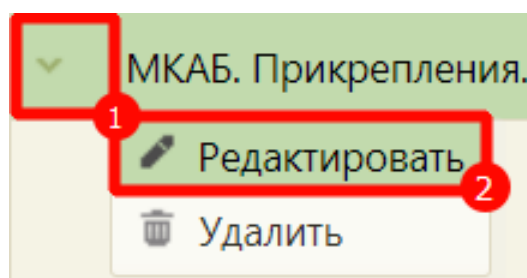 МКАБ. Прикрепления.
1
Редактировать
2
Удалить